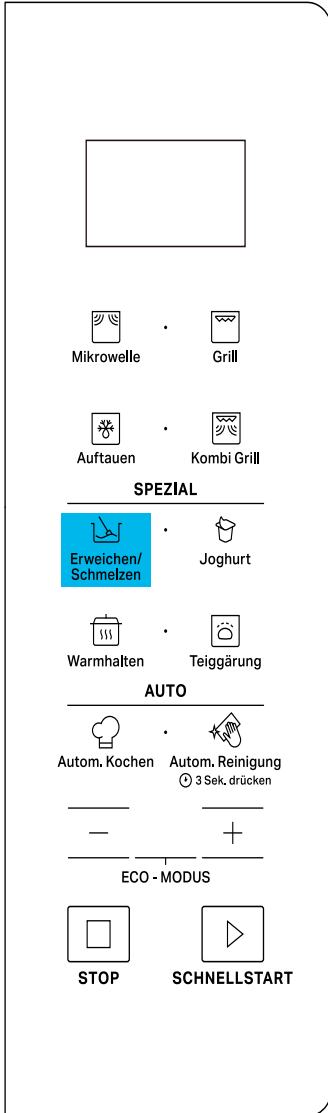 Mikrowelle Grill
Auftauen Kombi Grill
SPEZIAL
Erweichen/
Schmelzen
Joghurt
Warmhalten Teiggärung
AUTO
Autom. Kochen Autom. Reinigung
3 Sek. drücken
− +
ECO - MODUS
STOP SCHNELLSTART